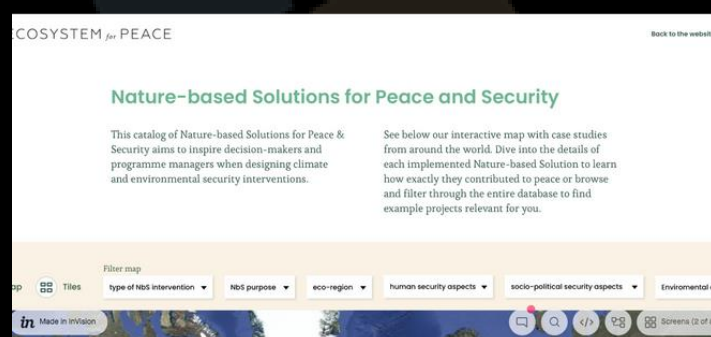 ECOSYSTEM for PEACE
Back to the website
Nature-based Solutions for Peace and Security
This catalog of Nature-based Solutions for Peace &
Security aims to inspire decision-makers and
programme managers when designing climate
and environmental security interventions.
See below our interactive map with case studies
from around the world. Dive into the details of
each implemented Nature-based Solution to learn
how exactly they contributed to peace or browse
and filter through the entire database to find
example projects relevant for you.
Filter map
Tiles
type of NbS intervention
NbS purpose
eco-region
human security aspects
socio-political security aspects
Enviromental
in Made in InVision
</> Screens (2 of